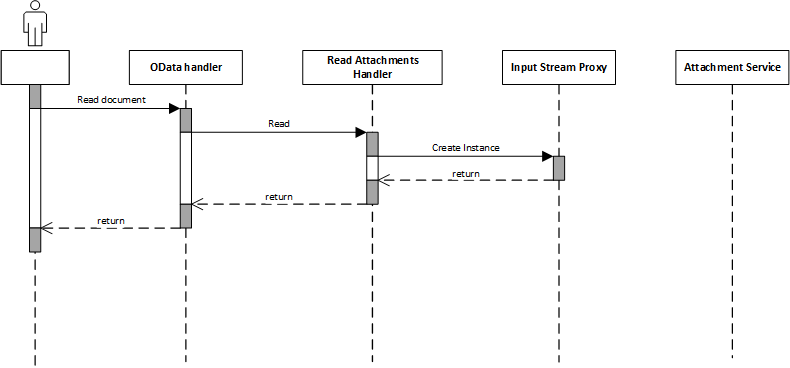 OData handler
Read Attachments
Handler
Input Stream Proxy
Attachment Service
Read document
Read
Create Instance
return
return
return